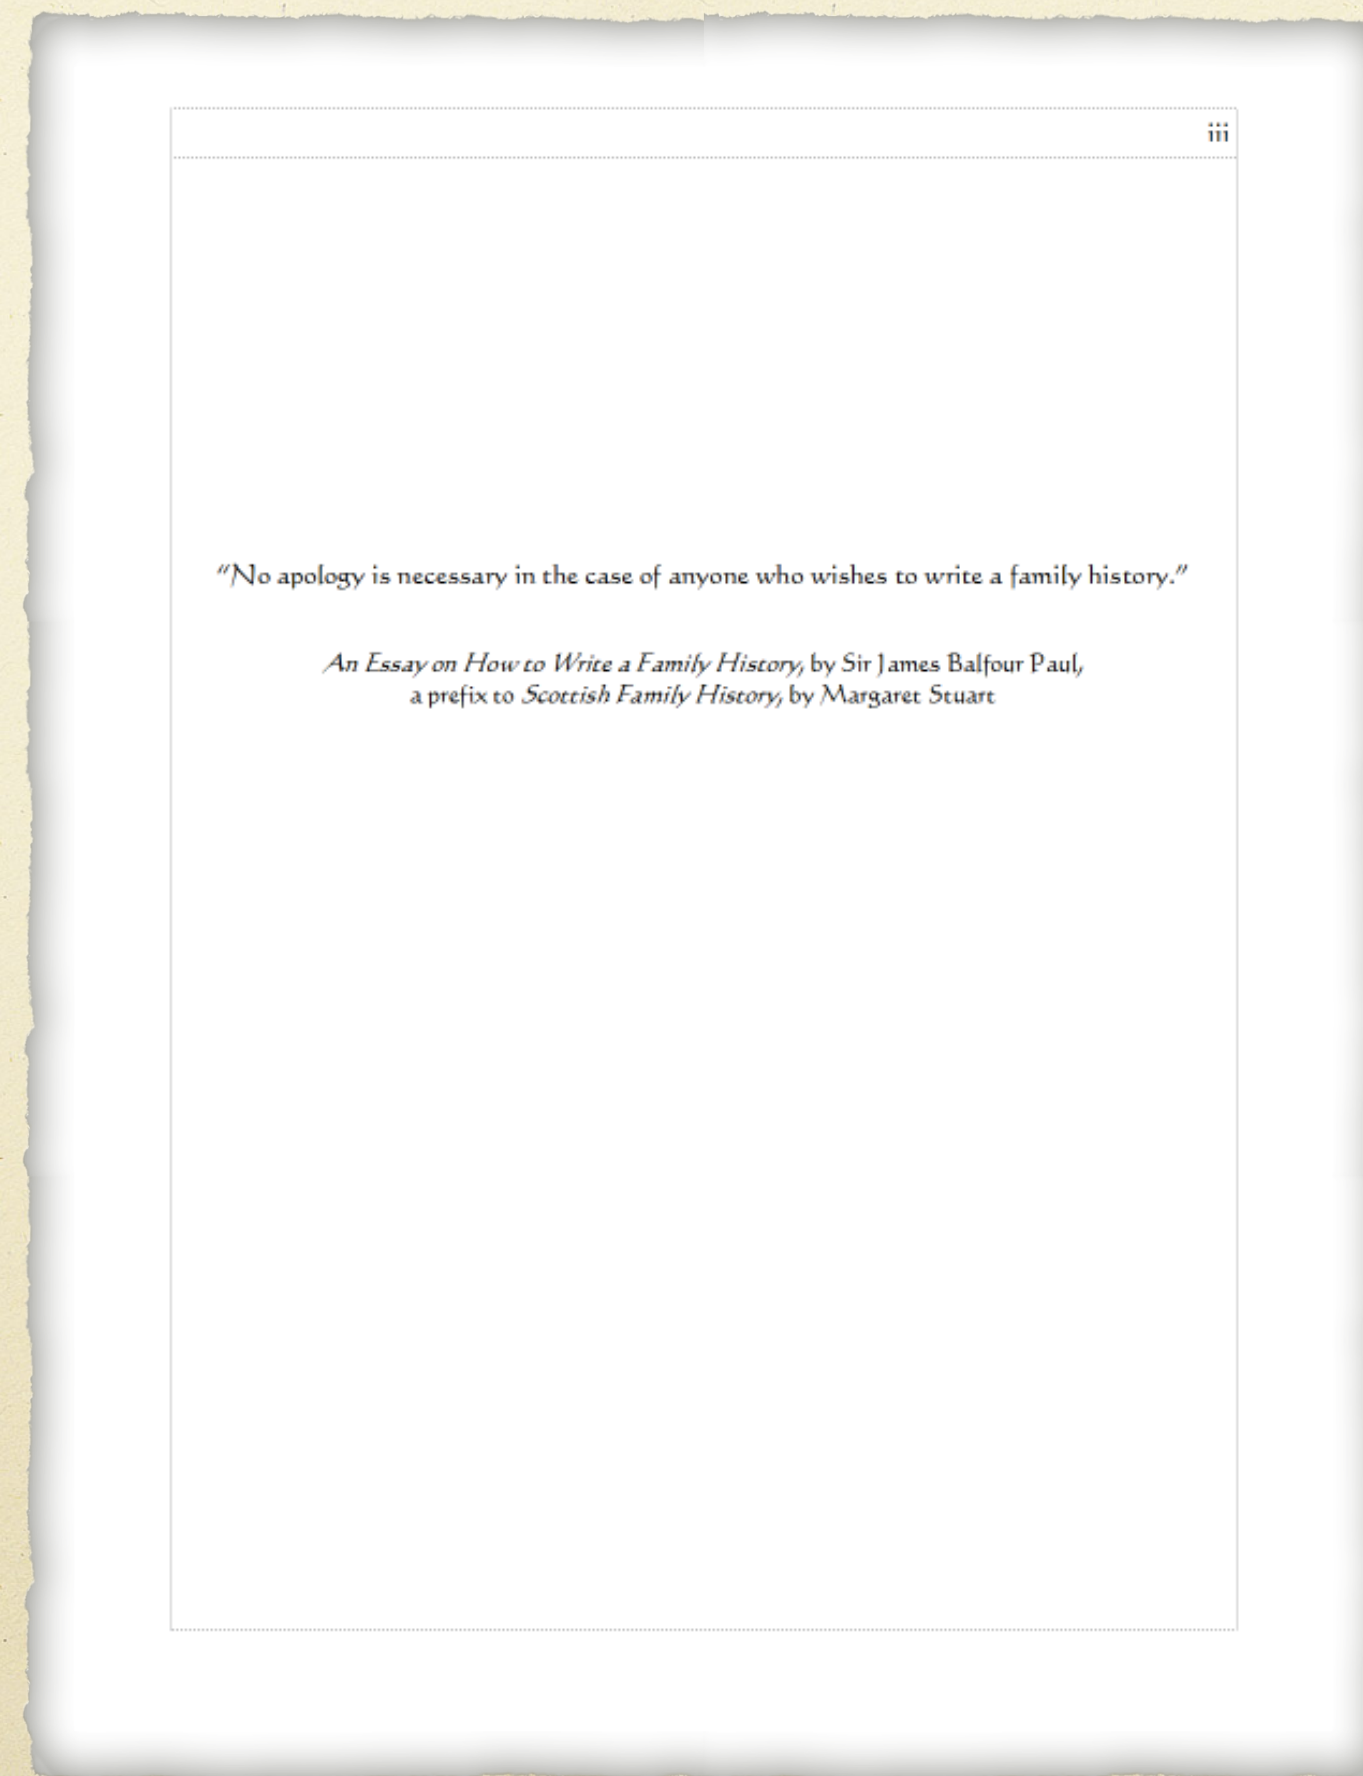 iii
“No apology is necessary in the case of anyone who wishes to write a family history.”
An Essay on How to Write a Family History, by Sir James Balfour Paul,
a prefix to Scottish Family History, by Margaret Stuart